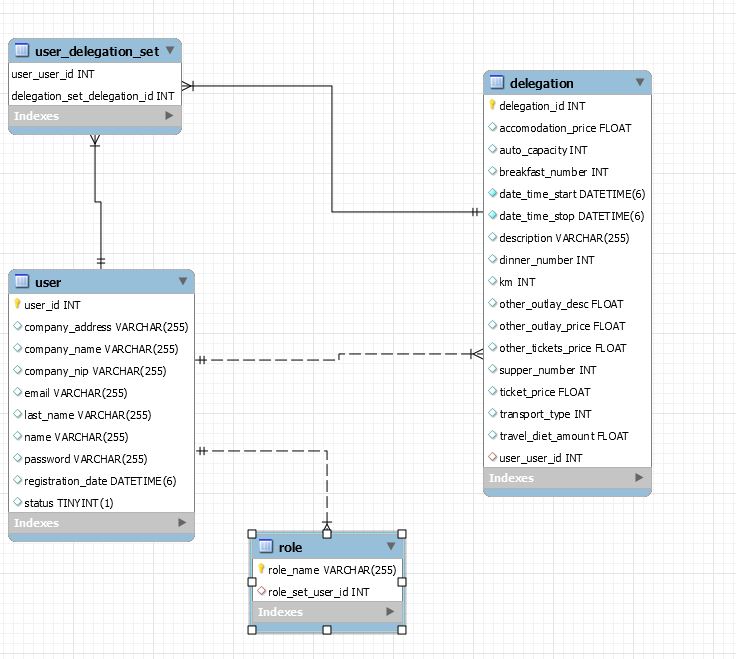 user_delegation_set
user_user_id INT
delegation_set_delegation_id INT
Indexes
delegation
delegation_id INT
accomodation_price FLOAT
auto_capacity INT
breakfast_number INT
date_time_start DATETIME(6)
date_time_stop DATETIME(6)
description VARCHAR(255)
dinner_number INT
km INT
other_outlay_desc FLOAT
other_outlay_price FLOAT
other_tickets_price FLOAT
supper_number INT
ticket_price FLOAT
transport_type INT
travel_diet_amount FLOAT
user_user_id INT
Indexes
user
user_id INT
company_address VARCHAR(255)
company_name VARCHAR(255)
company_nip VARCHAR(255)
email VARCHAR(255)
last_name VARCHAR(255)
name VARCHAR(255)
password VARCHAR(255)
registration_date DATETIME(6)
status TINYINT(1)
Indexes
role
role_name VARCHAR(255)
role_set_user_id INT
Indexes